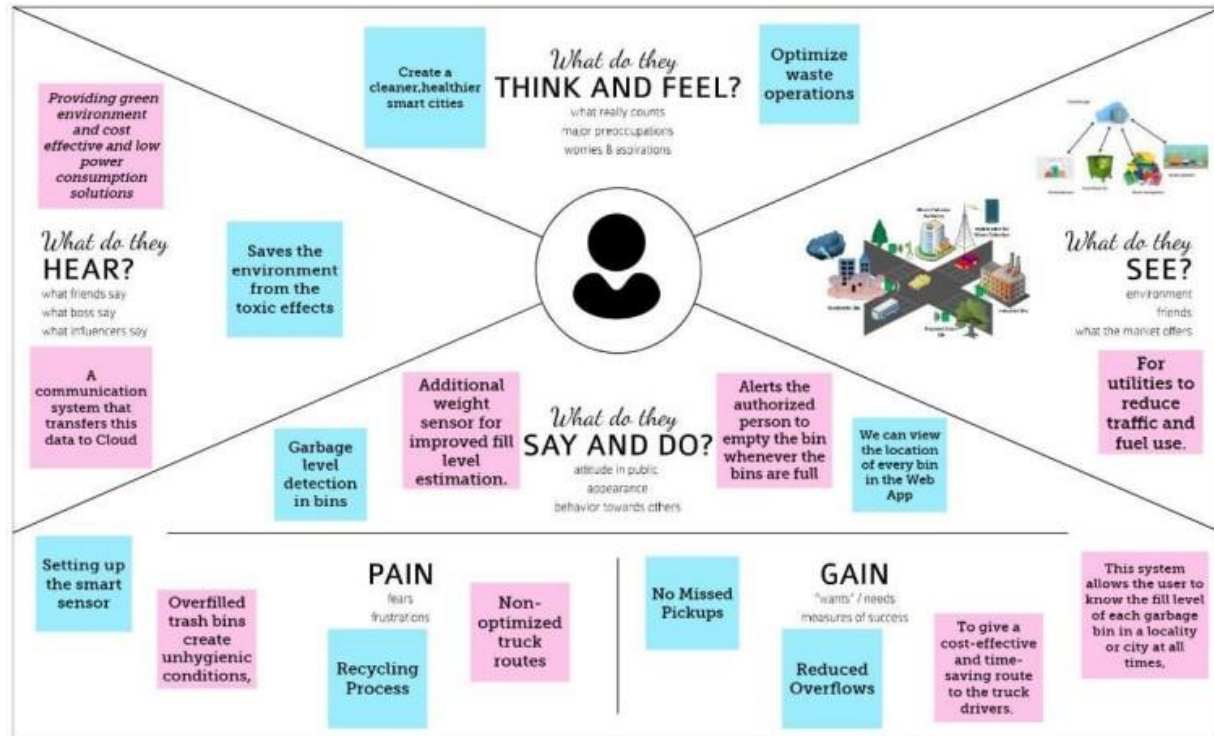 What do they
THINK AND FEEL?
what really counts
major preoccupations
worries & aspirations
Create a
cleaner,healthier
smart cities
Optimize
waste
operations
Providing green
environment
and cost
effective and low
power
consumption
solutions
What do they
HEAR?
what friends say
what boss say
what influencers say
Saves the
environment
from the
toxic effects
A
communication
system that
transfers this
data to Cloud
What do they
SEE?
environment
friends
what the market offers
For
utilities to
reduce
traffic and
fuel use.
What do they
SAY AND DO?
attitude in public
appearance
behavior towards others
Garbage
level
detection
in bins
Additional
weight
sensor for
improved fill
level
estimation.
Alerts the
authorized
person to
empty the bin
whenever the
bins are full
We can view
the location
of every bin
in the Web
App
PAIN
fears
frustrations
Setting up
the smart
sensor
Overfilled
trash bins
create
unhygienic
conditions,
Recycling
Process
Non-
optimized
truck
routes
GAIN
"wants" / needs
measures of success
No Missed
Pickups
Reduced
Overflows
To give a
cost-effective
and time-
saving route
to the truck
drivers.
This system
allows the user to
know the fill level
of each garbage
bin in a locality
or city at all
times,